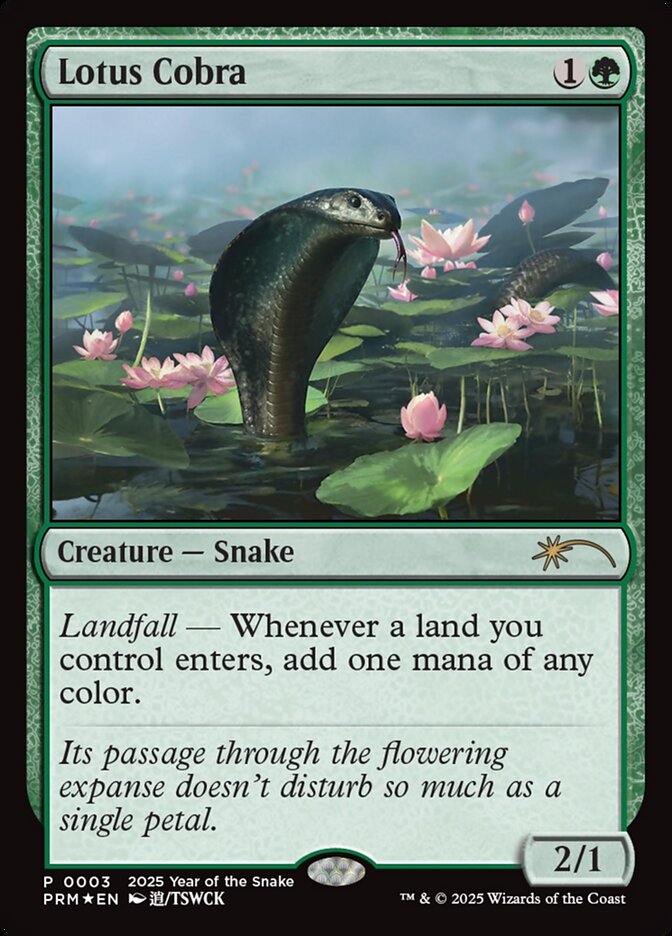 Lotus Cobra
1
Creature — Snake
Landfall — Whenever a land you
control enters, add one mana of any
color.
Its passage through the flowering
expanse doesn't disturb so much as a
single petal.
2/1
P 0003 2025 Year of the Snake
PRM★EN 逍/TSWCK
™ & © 2025 Wizards of the Coast